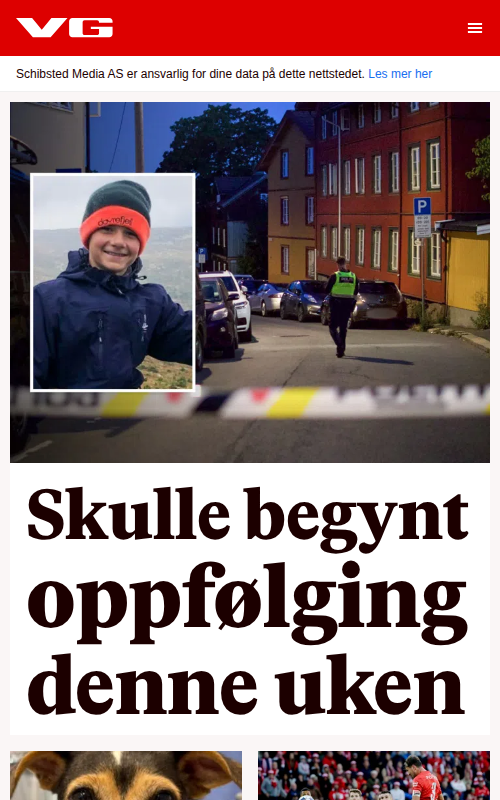 VG
Schibsted Media AS er ansvarlig for dine data på dette nettstedet. Les mer her
dovrefjell
P
Skulle begynt
oppfølging
denne uken